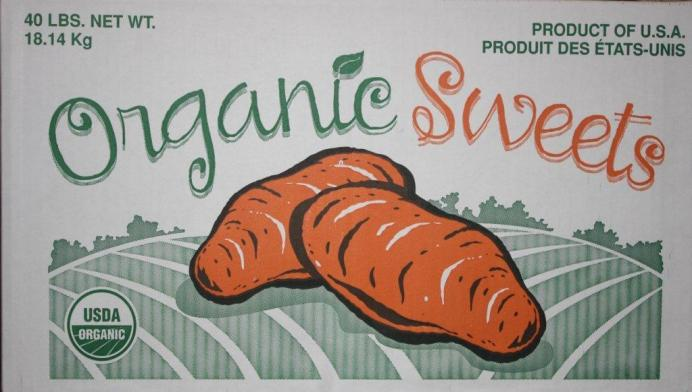 40 LBS. NET WT.
18.14 Kg
PRODUCT OF U.S.A.
PRODUIT DES ÉTATS-UNIS
Organic Sweets
USDA
ORGANIC